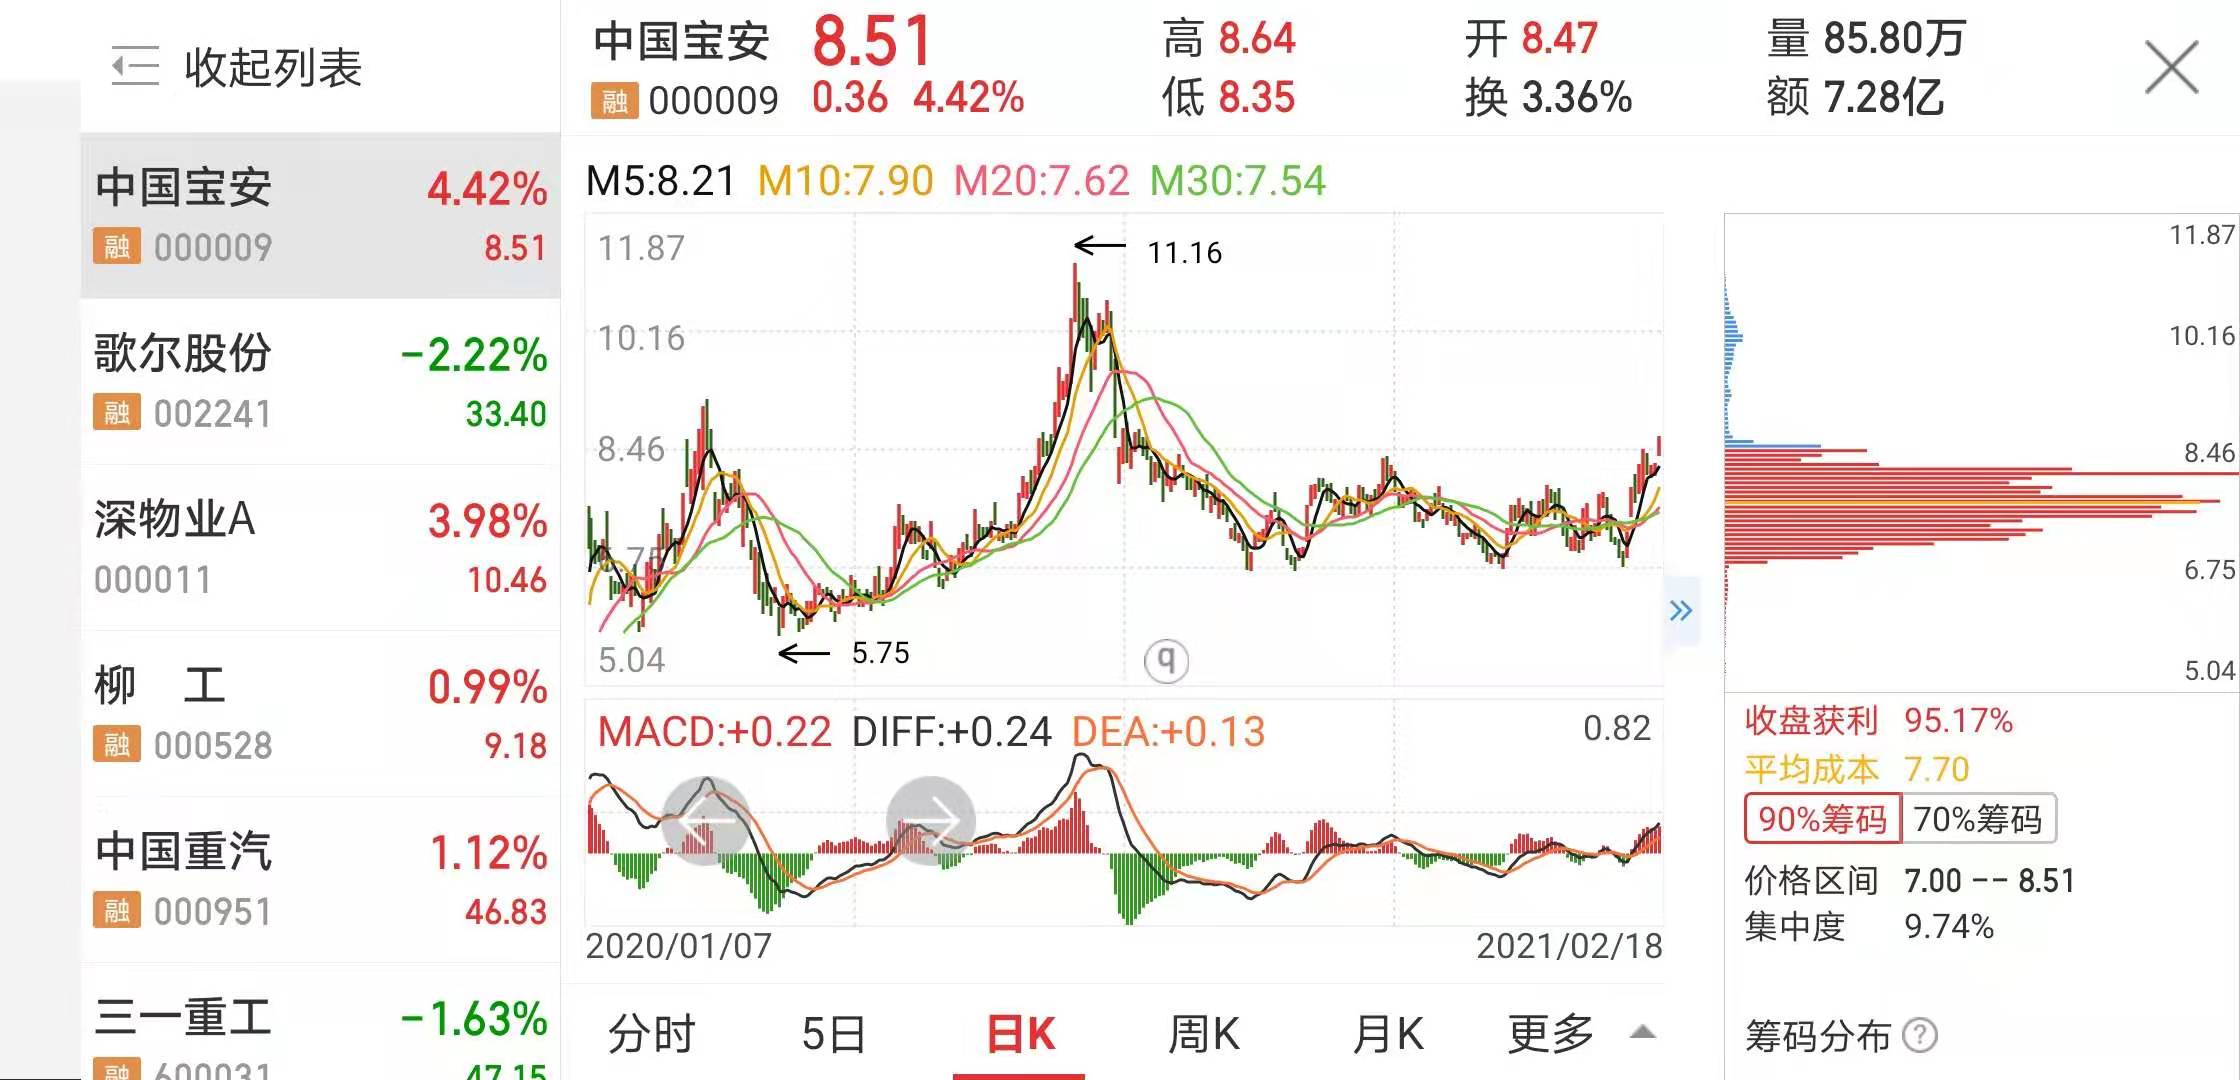 收起列表
中国宝安 4.42%
融 000009 8.51
歌尔股份 -2.22%
融 002241 33.40
深物业A 3.98%
000011 10.46
柳 工 0.99%
融 000528 9.18
中国重汽 1.12%
融 000951 46.83
三一重工 -1.63%
融 600031 47.15
中国宝安 8.51 高 8.64 开 8.47 量 85.80万
融 000009 0.36 4.42% 低 8.35 换 3.36% 额 7.28亿
M5:8.21 M10:7.90 M20:7.62 M30:7.54
11.87
11.16
10.16
8.46
6.75
5.75
5.04
q
MACD:+0.22 DIFF:+0.24 DEA:+0.13 0.82
2020/01/07 2021/02/18
分时 5日 日K 周K 月K 更多
11.87
10.16
8.46
6.75
5.04
收盘获利 95.17%
平均成本 7.70
90%筹码 70%筹码
价格区间 7.00 -- 8.51
集中度 9.74%
筹码分布 ?